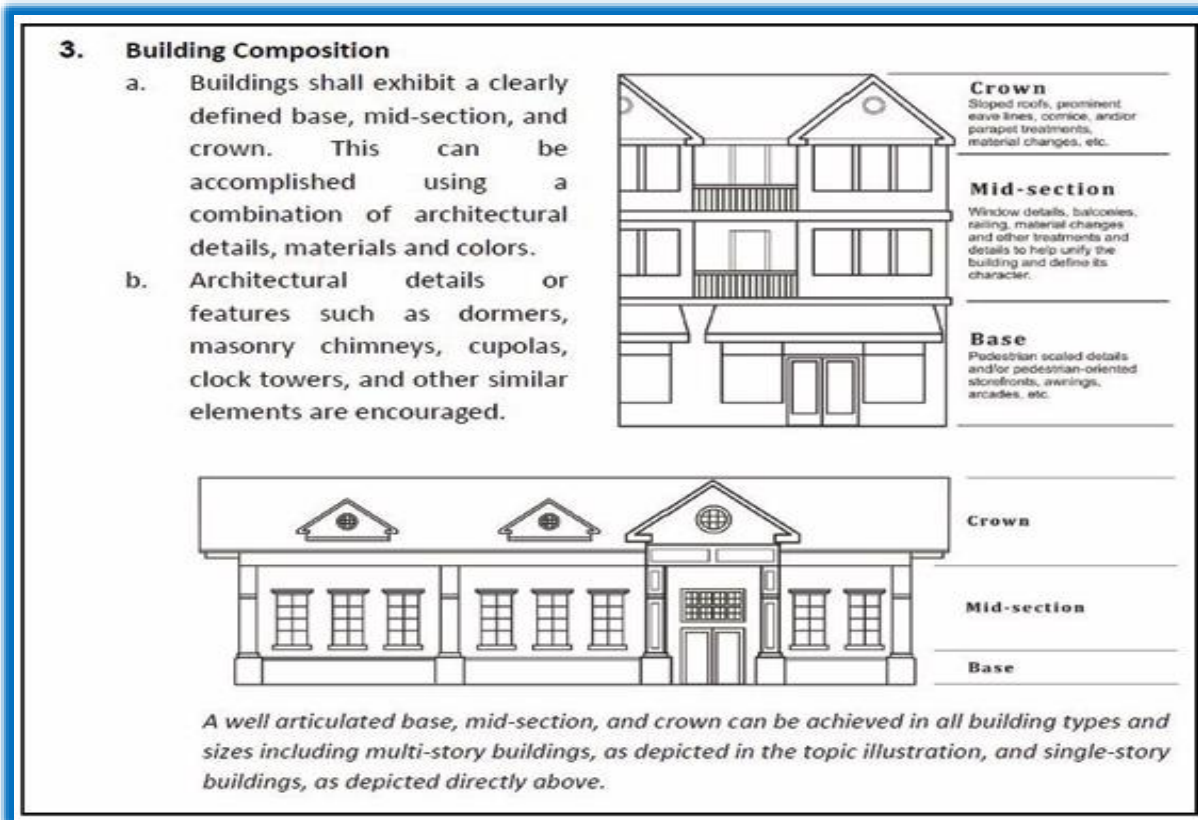 3. Building Composition
a. Buildings shall exhibit a clearly
defined base, mid-section, and
crown. This can be
accomplished using a
combination of architectural
details, materials and colors.
b. Architectural details or
features such as dormers,
masonry chimneys, cupolas,
clock towers, and other similar
elements are encouraged.
Crown
Sloped roofs, prominent
eave lines, cornice, and/or
parapet treatments,
material changes, etc.
Mid-section
Window details, balconies,
railing, material changes
and other treatments and
details to help unify the
building and define its
character.
Base
Pedestrian scaled details
and/or pedestrian-oriented
storefronts, awnings,
arcades, etc.
Crown
Mid-section
Base
A well articulated base, mid-section, and crown can be achieved in all building types and
sizes including multi-story buildings, as depicted in the topic illustration, and single-story
buildings, as depicted directly above.